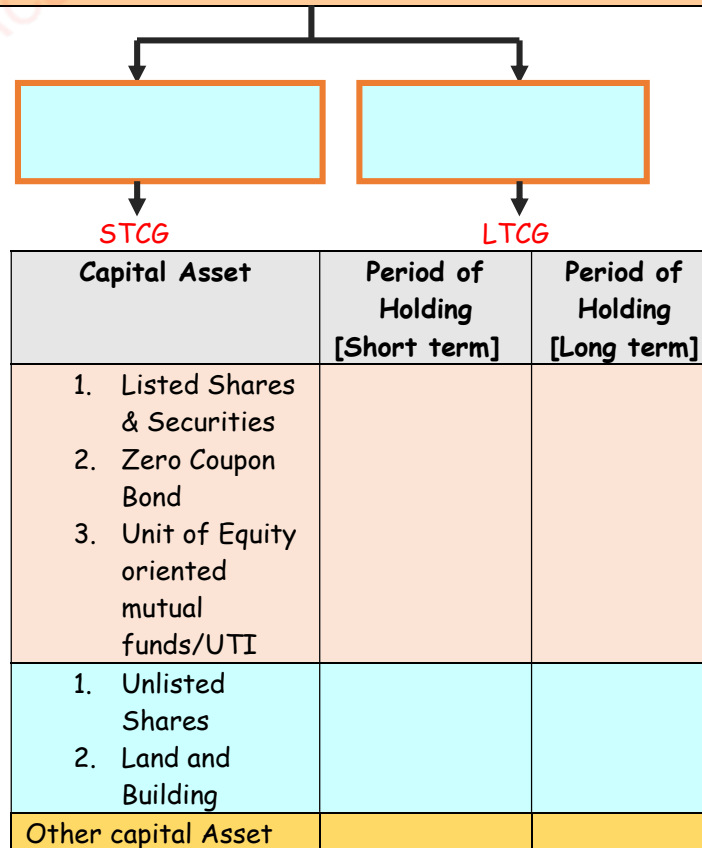 STCG
LTCG
Capital Asset
Period of
Holding
[Short term]
Period of
Holding
[Long term]
1. Listed Shares
& Securities
2. Zero Coupon
Bond
3. Unit of Equity
oriented
mutual
funds/UTI
1. Unlisted
Shares
2. Land and
Building
Other capital Asset